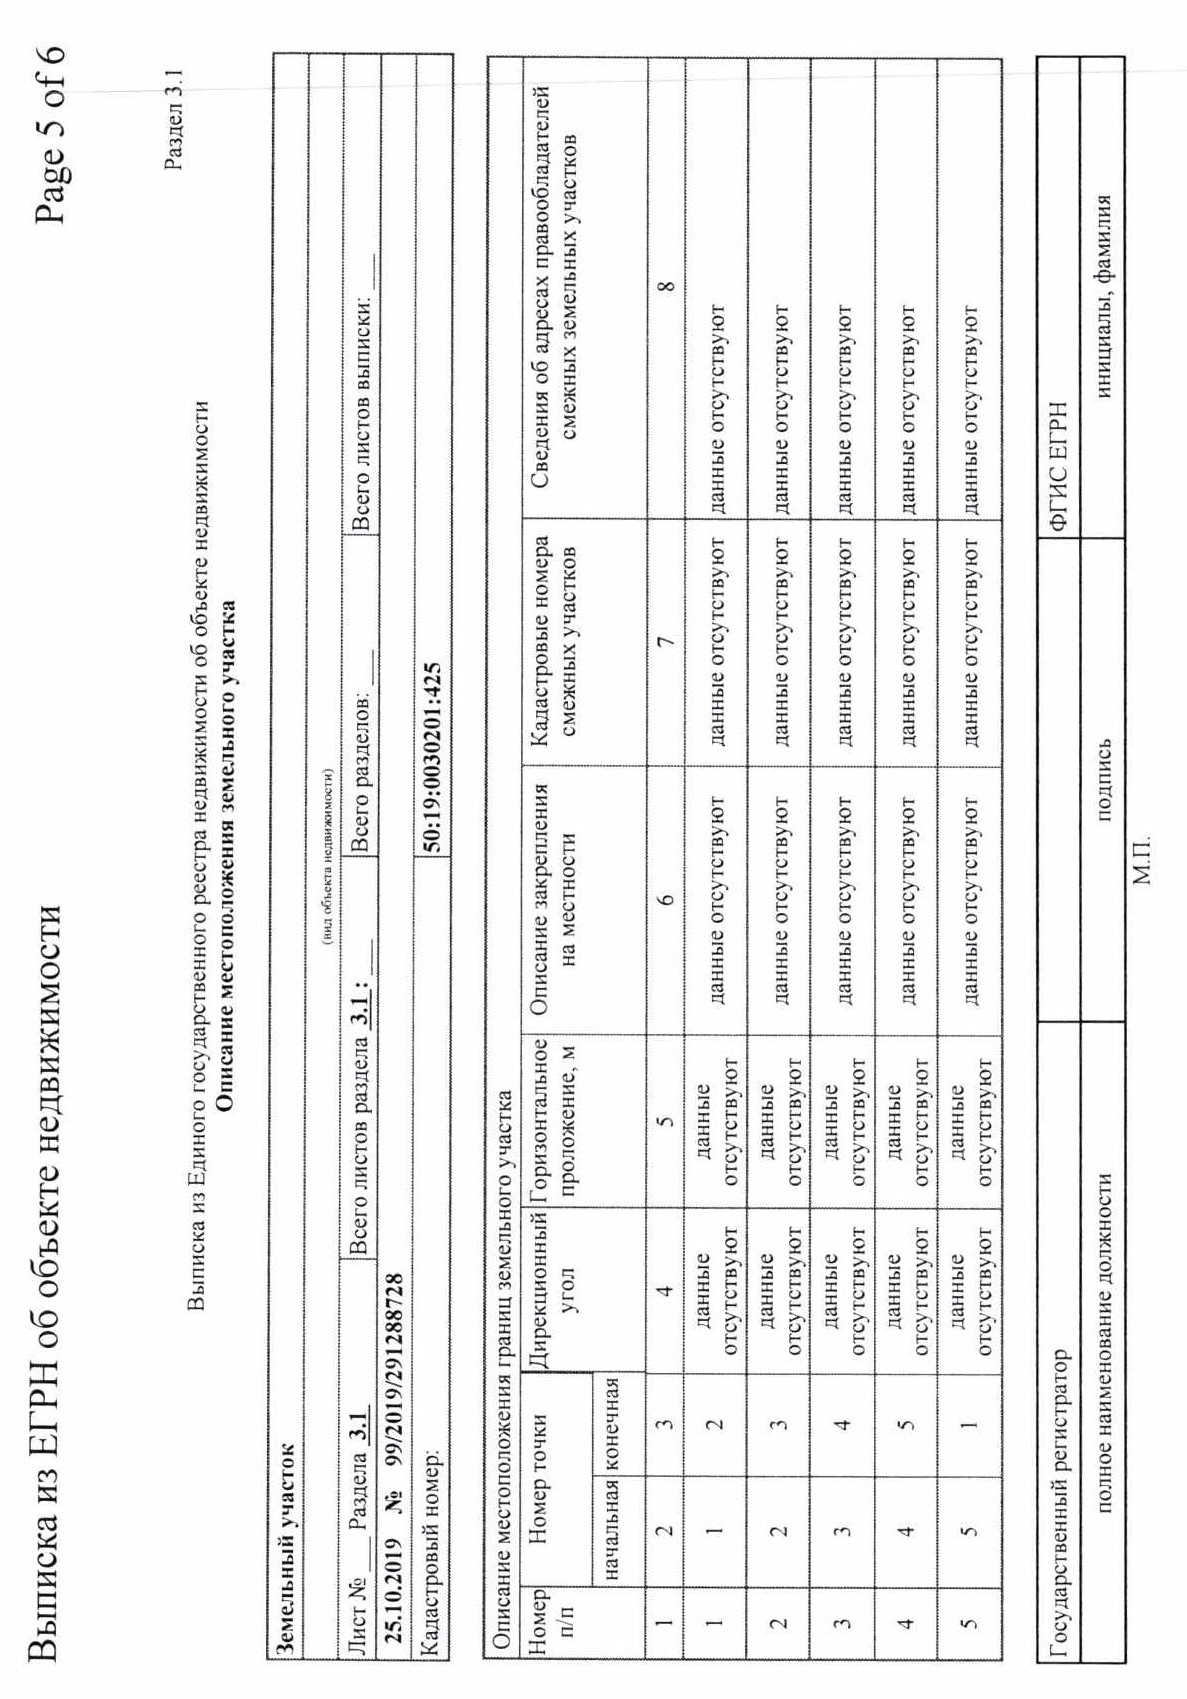 Выписка из ЕГРН об объекте недвижимости Page 5 of 6
Раздел 3.1
Выписка из Единого государственного реестра недвижимости об объекте недвижимости
Описание местоположения земельного участка
Земельный участок
(вид объекта недвижимости)
Лист № ___ Раздела 3.1 Всего листов раздела 3.1 : ___ Всего разделов: ___ Всего листов выписки: ___
25.10.2019 № 99/2019/291288728
Кадастровый номер: 50:19:0030201:425
Описание местоположения границ земельного участка
Номер п/п Номер точки Дирекционный угол Горизонтальное проложение, м Описание закрепления на местности Кадастровые номера смежных участков Сведения об адресах правообладателей смежных земельных участков
начальная конечная
1 2 3 4 5 6 7 8
1 1 2 данные отсутствуют данные отсутствуют данные отсутствуют данные отсутствуют данные отсутствуют
2 2 3 данные отсутствуют данные отсутствуют данные отсутствуют данные отсутствуют данные отсутствуют
3 3 4 данные отсутствуют данные отсутствуют данные отсутствуют данные отсутствуют данные отсутствуют
4 4 5 данные отсутствуют данные отсутствуют данные отсутствуют данные отсутствуют данные отсутствуют
5 5 1 данные отсутствуют данные отсутствуют данные отсутствуют данные отсутствуют данные отсутствуют
Государственный регистратор ФГИС ЕГРН
полное наименование должности подпись инициалы, фамилия
М.П.